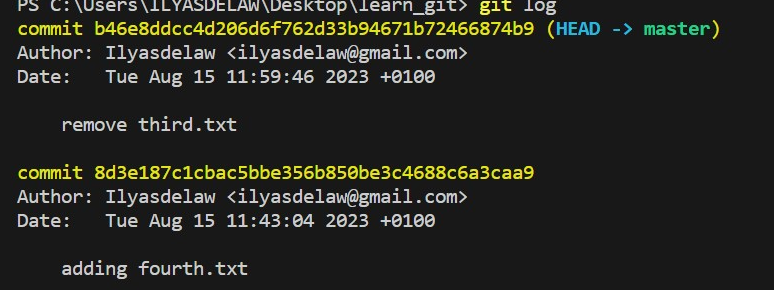 PS C:\Users\ILYASDELAW\Desktop\learn_git> git log
commit b46e8ddcc4d206d6f762d33b94671b72466874b9 (HEAD -> master)
Author: Ilyasdelaw <ilyasdelaw@gmail.com>
Date:   Tue Aug 15 11:59:46 2023 +0100
remove third.txt
commit 8d3e187c1cbac5bbe356b850be3c4688c6a3caa9
Author: Ilyasdelaw <ilyasdelaw@gmail.com>
Date:   Tue Aug 15 11:43:04 2023 +0100
adding fourth.txt